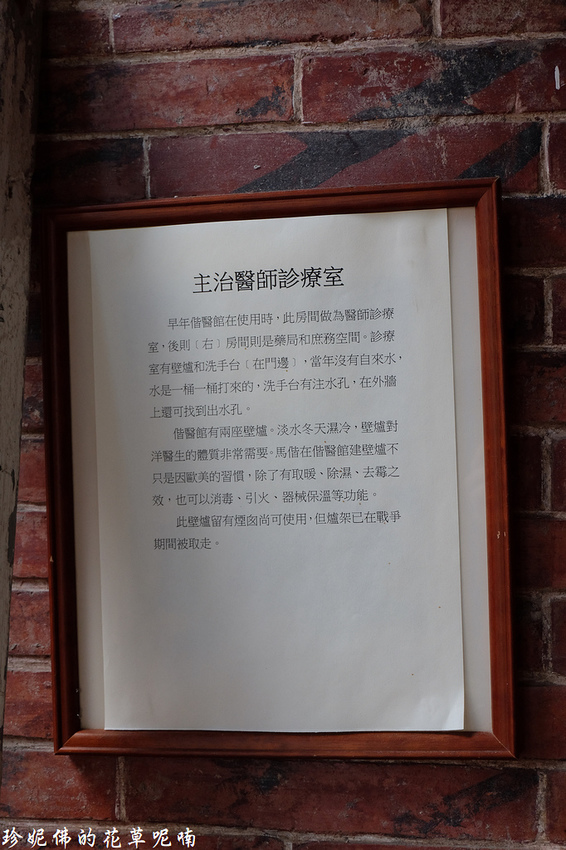 主治醫師診療室
早年偕醫館在使用時，此房間做為醫師診療
室，後則﹝右﹞房間則是藥局和庶務空間。診療
室有壁爐和洗手台﹝在門邊﹞，當年沒有自來水，
水是一桶一桶打來的，洗手台有注水孔，在外牆
上還可找到出水孔。
偕醫館有兩座壁爐。淡水冬天濕冷，壁爐對
洋醫生的體質非常需要。馬偕在偕醫館建壁爐不
只是因歐美的習慣，除了有取暖、除濕、去霉之
效，也可以消毒、引火、器械保溫等功能。
此壁爐留有煙囪尚可使用，但爐架已在戰爭
期間被取走。
珍妮佛的花草呢喃